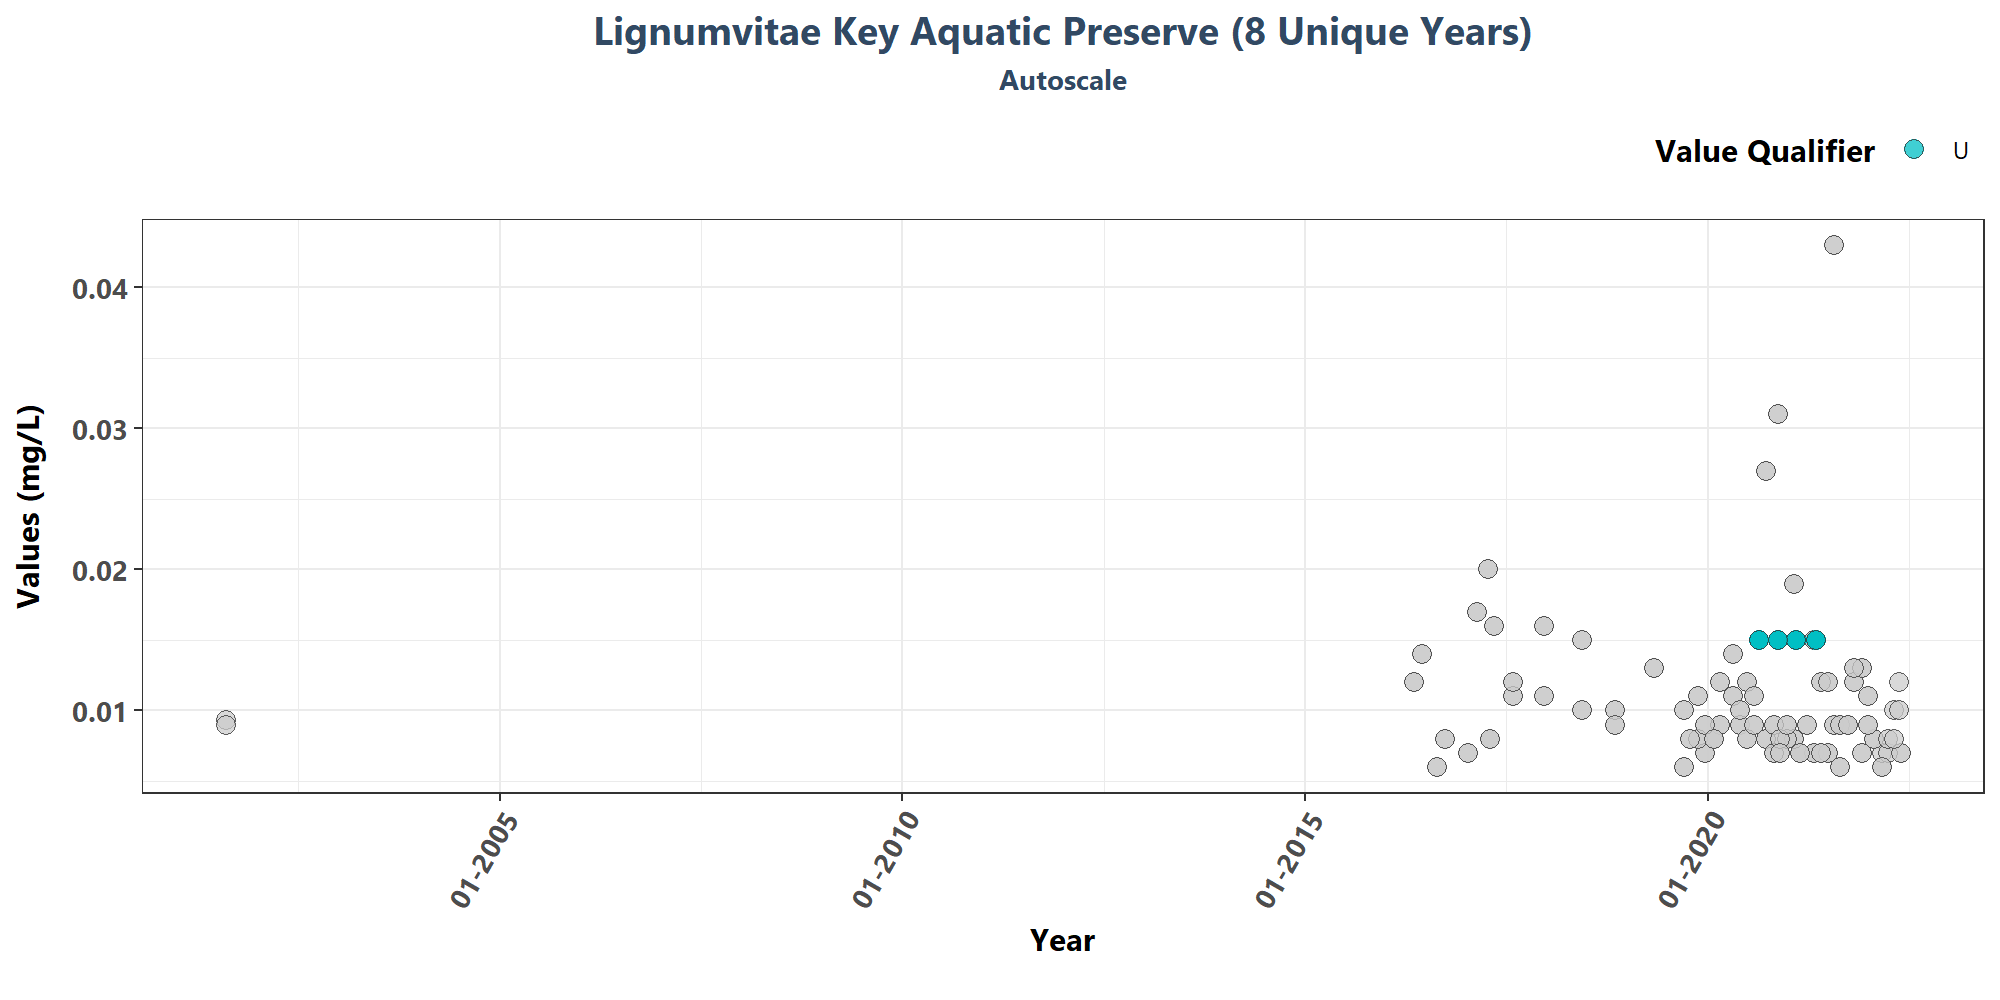 Lignumvitae Key Aquatic Preserve (8 Unique Years)
Autoscale
Value Qualifier U
Values (mg/L)
0.04
0.03
0.02
0.01
01-2005
01-2010
01-2015
01-2020
Year